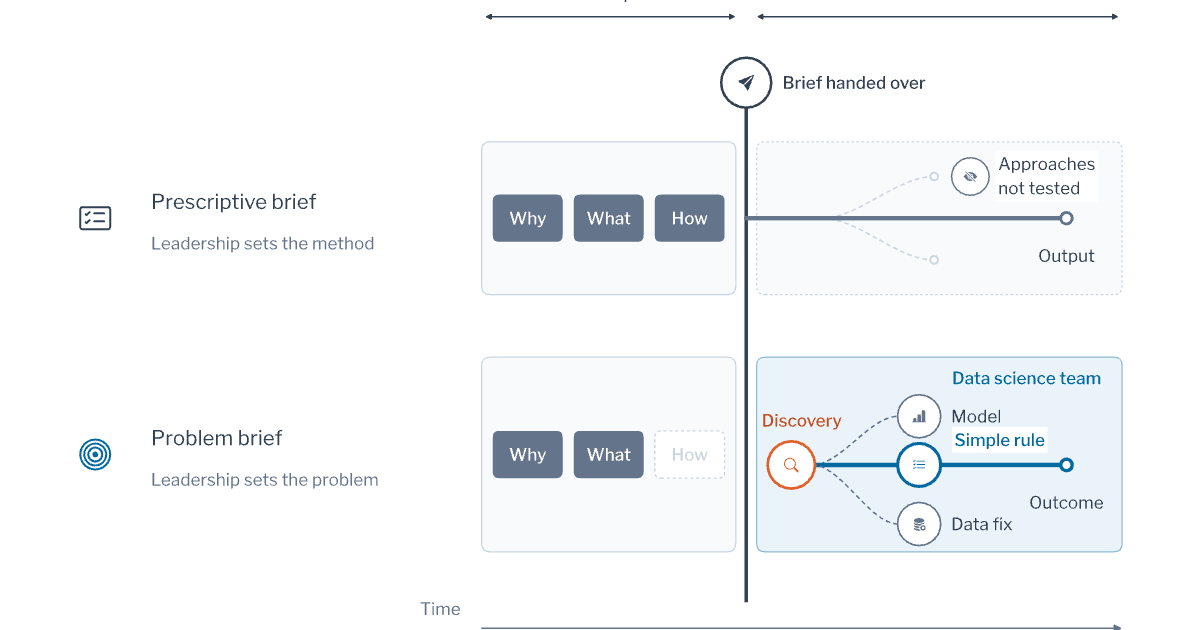 Brief handed over
Prescriptive brief
Leadership sets the method
Why
What
How
Approaches
not tested
Output
Problem brief
Leadership sets the problem
Why
What
How
Data science team
Discovery
Model
Simple rule
Outcome
Data fix
Time